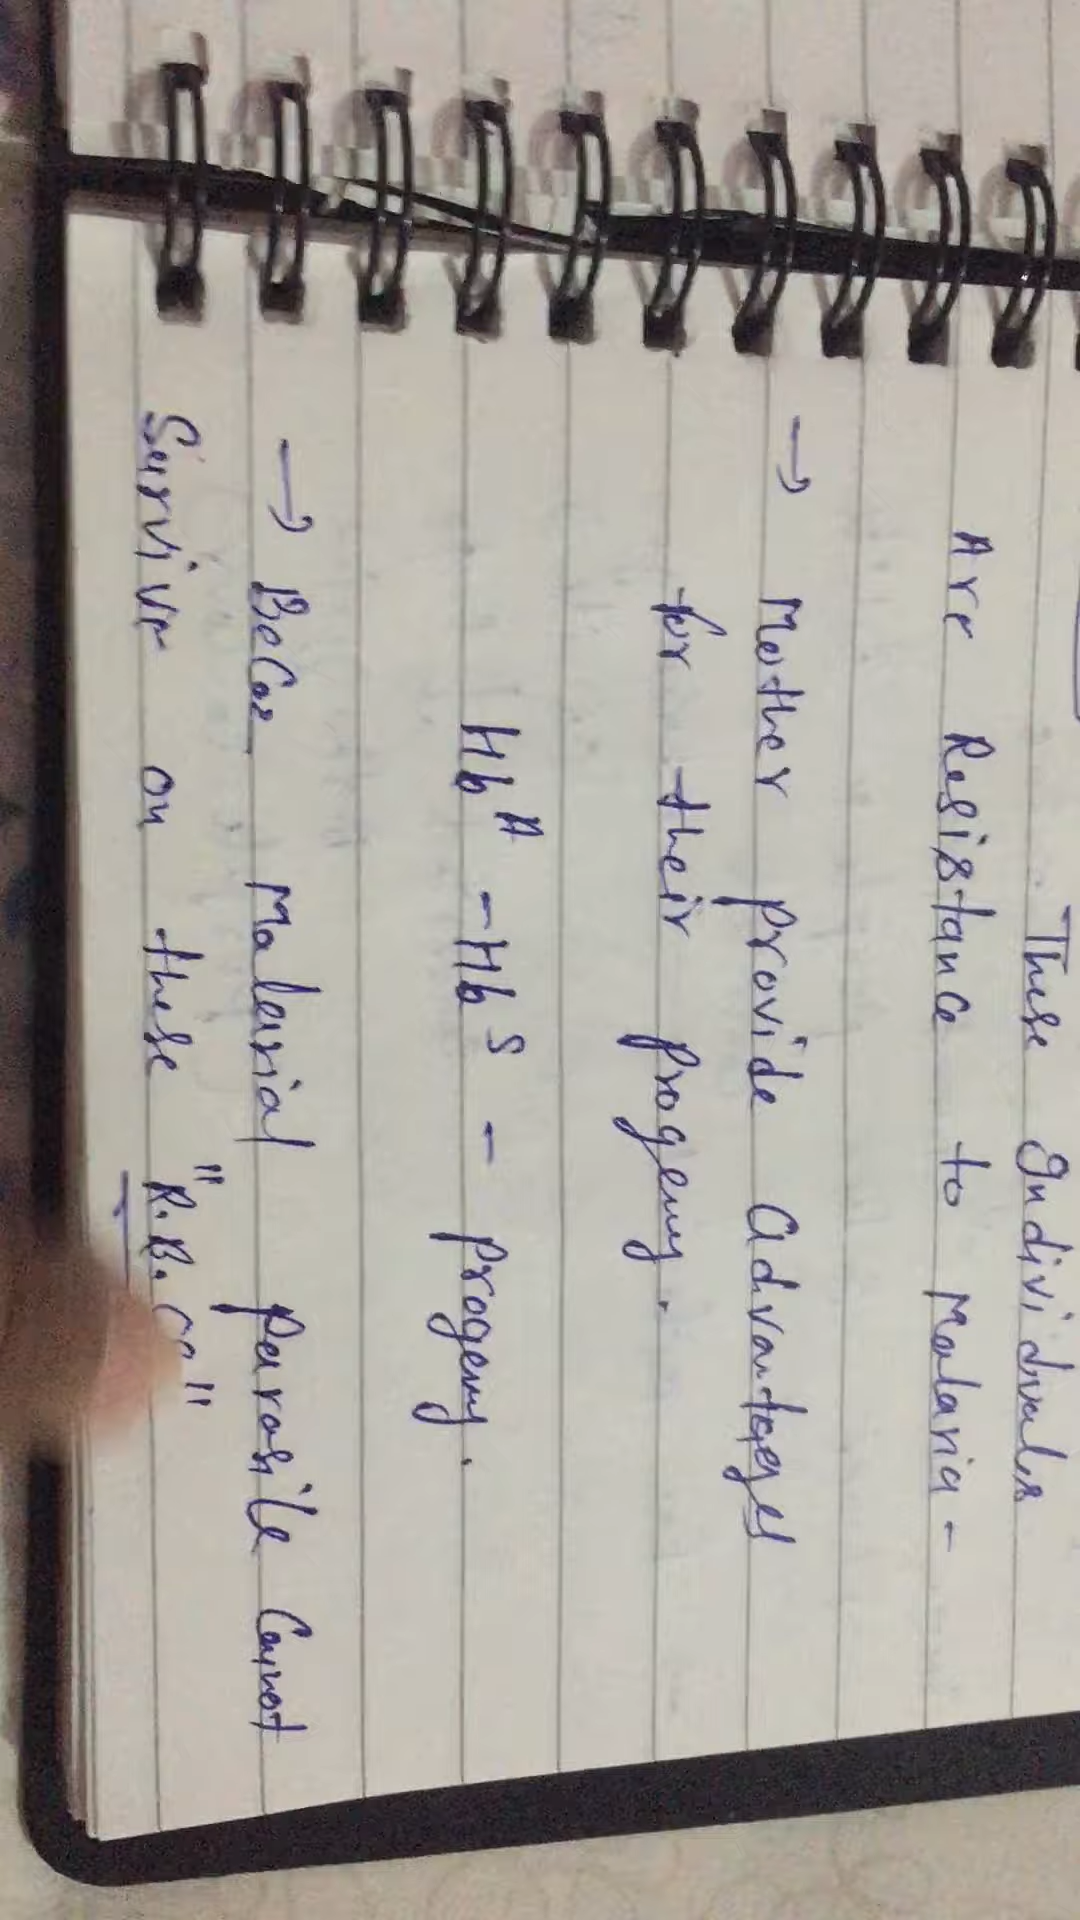 These Individuals
Are Resistance to Malaria -
→ Mother provide Advantages
for their progeny.
Hb^A - Hb^S - progeny.
→ BeCoz Malarial parasite Cannot
Survive on these "R.B.Cs"